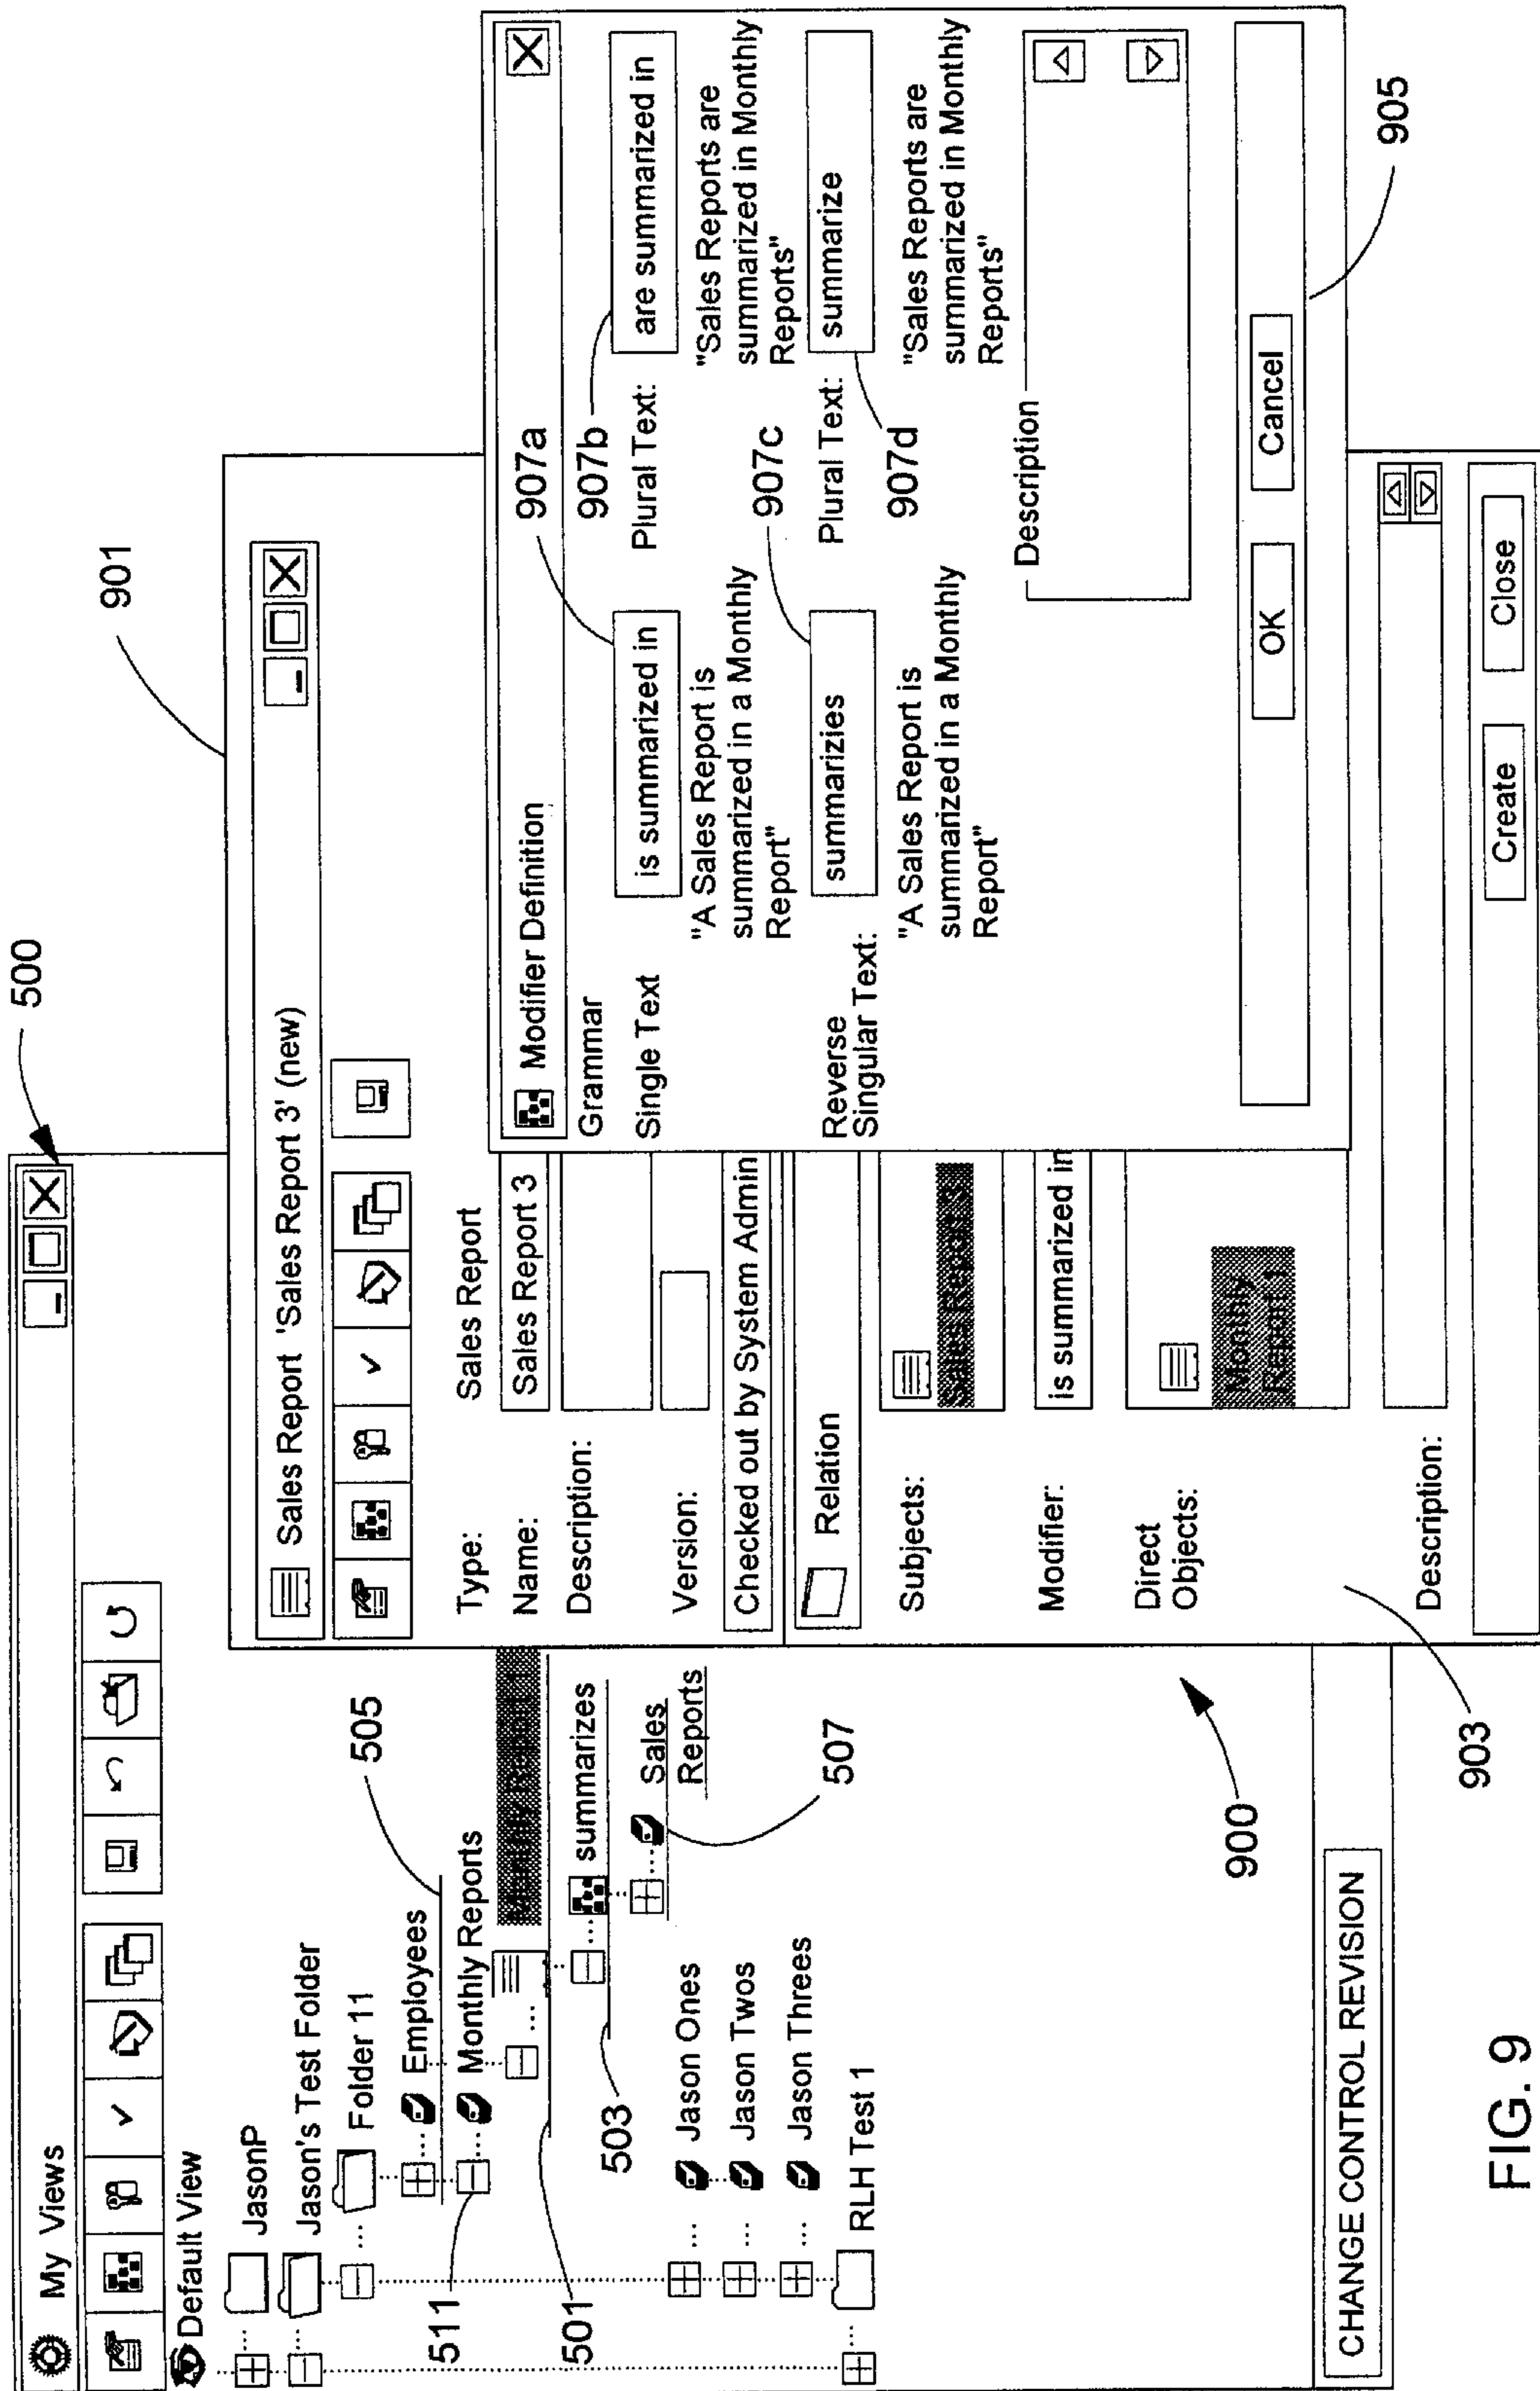 500
901
My Views
Default View
JasonP
Jason's Test Folder
Folder 11
Employees
505
Monthly Reports
Monthly Report 1
summarizes
Sales
Reports
507
511
501
503
Jason Ones
Jason Twos
Jason Threes
RLH Test 1
900
CHANGE CONTROL REVISION
Sales Report 'Sales Report 3' (new)
Type:
Sales Report
Name:
Sales Report 3
Description:
Version:
Checked out by System Admin
Relation
Subjects:
Sales Report 3
Modifier:
is summarized in
Direct
Objects:
Monthly
Report 1
Description:
Create
Close
903
Modifier Definition
907a
907b
Grammar
Single Text
is summarized in
Plural Text:
are summarized in
"A Sales Report is
summarized in a Monthly
Report"
"Sales Reports are
summarized in Monthly
Reports"
907c
Reverse
Singular Text:
summarizies
Plural Text:
summarize
907d
"A Sales Report is
summarized in a Monthly
Report"
"Sales Reports are
summarized in Monthly
Reports"
Description
OK
Cancel
905
FIG. 9